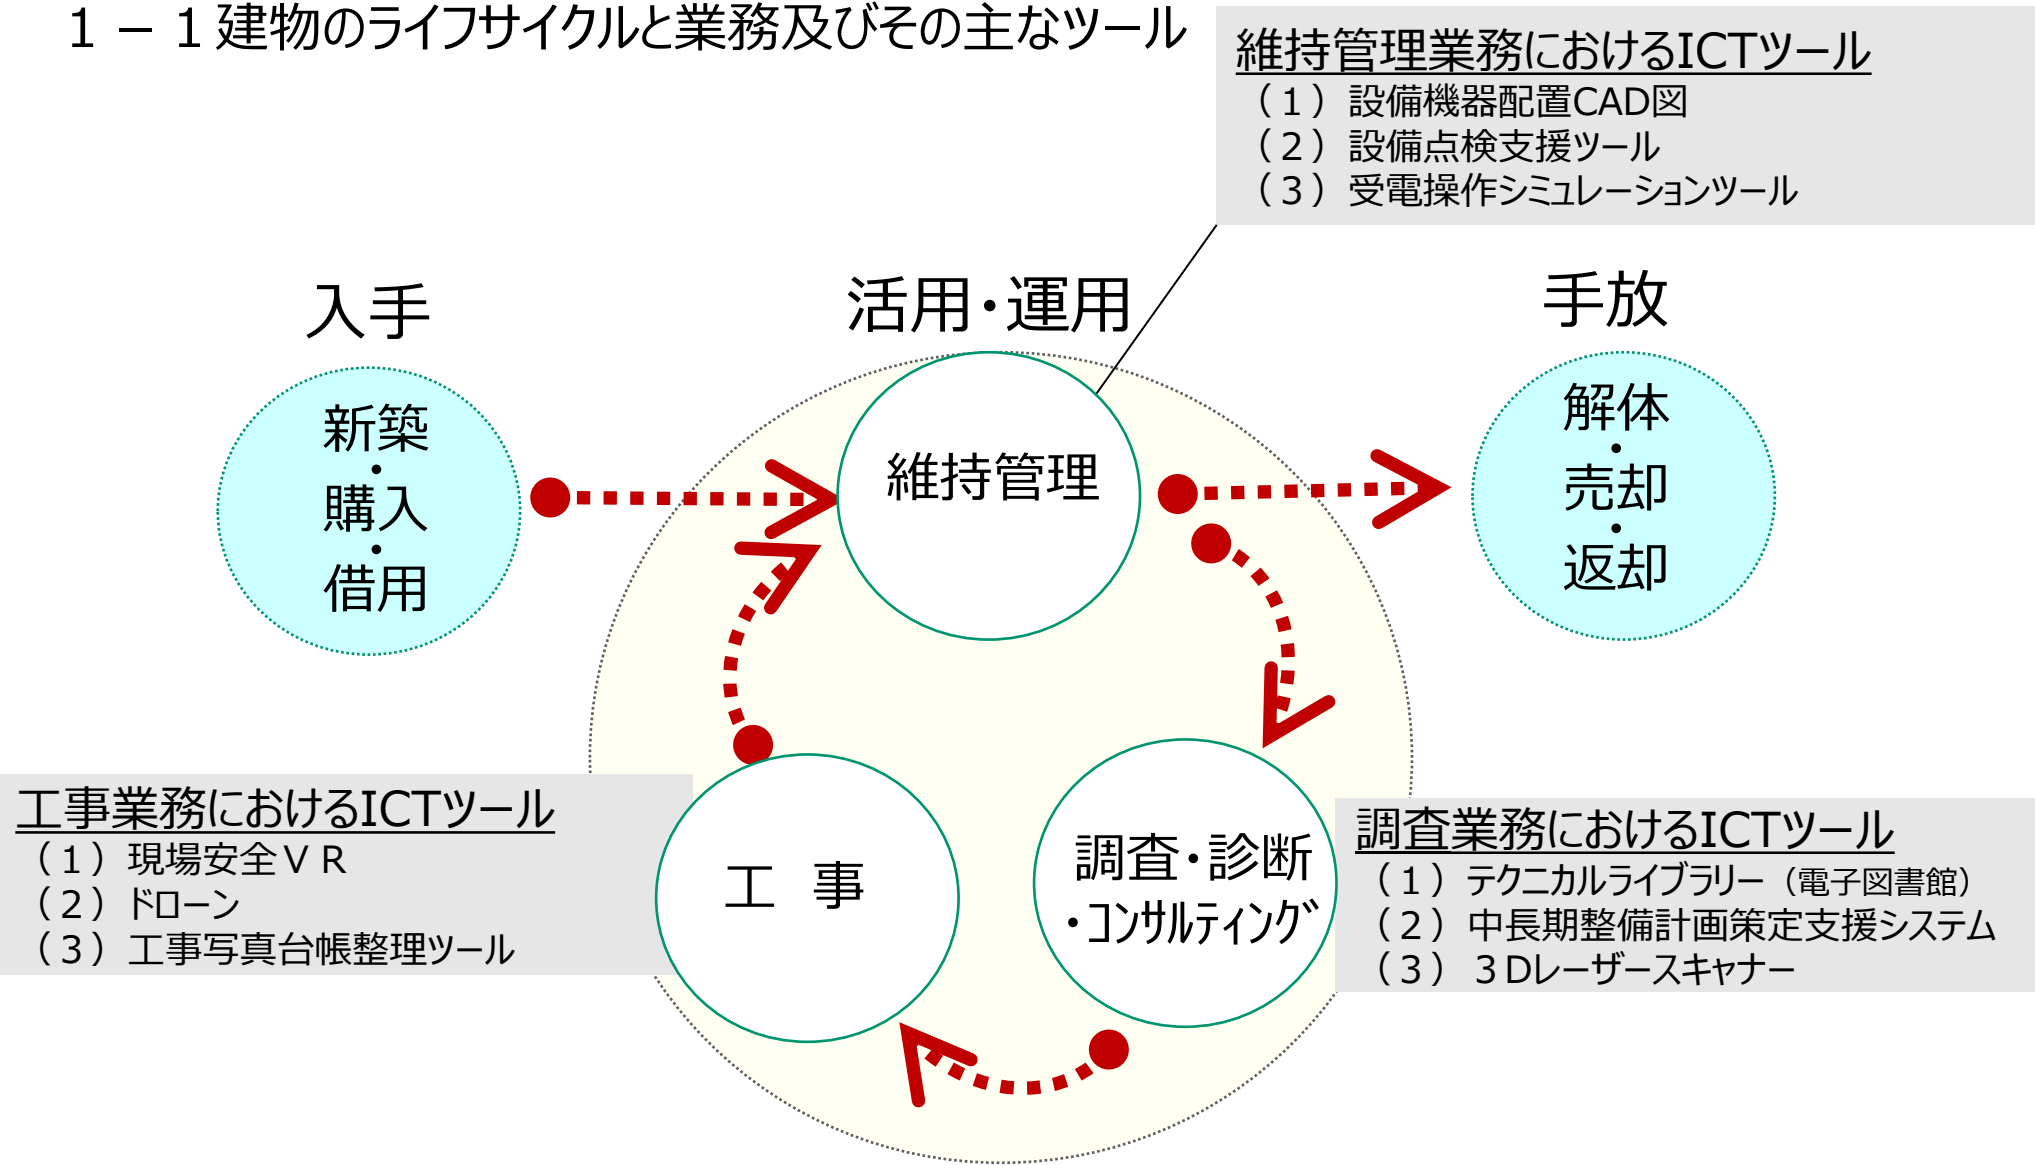 １－１建物のライフサイクルと業務及びその主なツール
維持管理業務におけるICTツール
（１）設備機器配置CAD図
（２）設備点検支援ツール
（３）受電操作シミュレーションツール
入手
活用・運用
手放
新築
・
購入
・
借用
維持管理
解体
・
売却
・
返却
工事業務におけるICTツール
（１）現場安全ＶＲ
（２）ドローン
（３）工事写真台帳整理ツール
工　事
調査・診断
・コンサルティング
調査業務におけるICTツール
（１）テクニカルライブラリー（電子図書館）
（２）中長期整備計画策定支援システム
（３）３Dレーザースキャナー